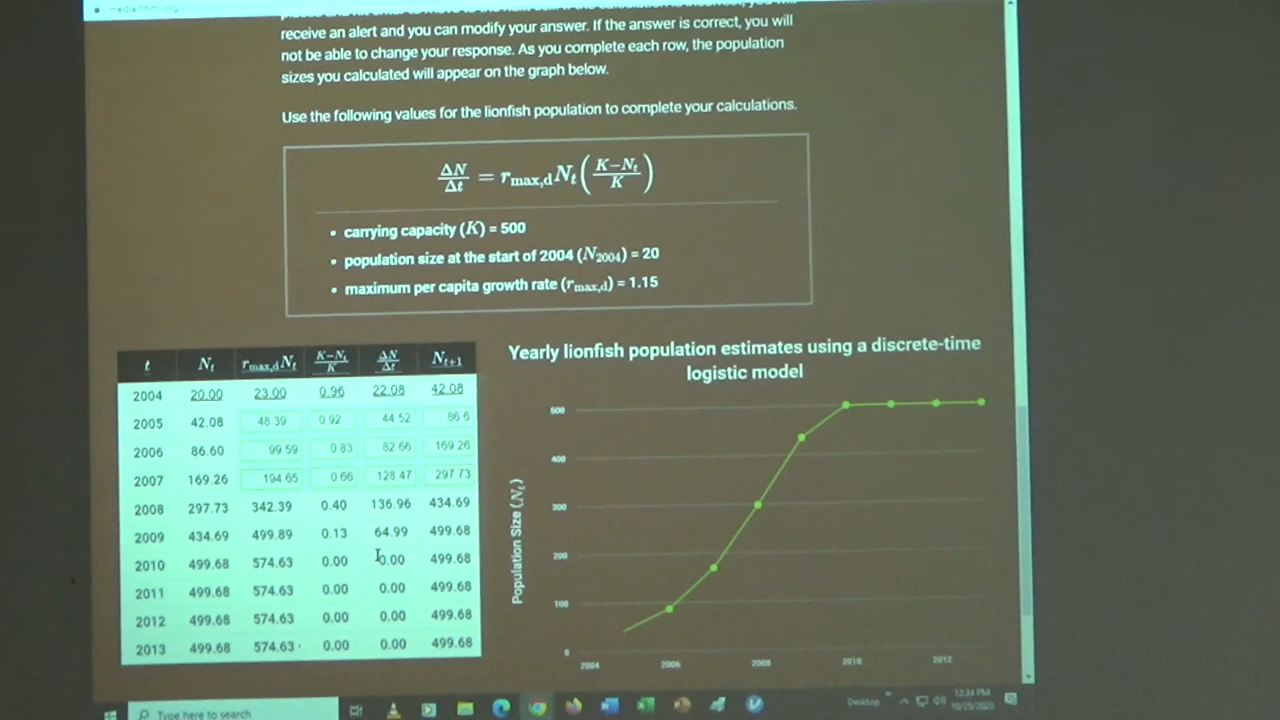 receive an alert and you can modify your answer. If the answer is correct, you will
not be able to change your response. As you complete each row, the population
sizes you calculated will appear on the graph below.
Use the following values for the lionfish population to complete your calculations.
ΔN/Δt = r_max,d N_t (K−N_t / K)
• carrying capacity (K) = 500
• population size at the start of 2004 (N_2004) = 20
• maximum per capita growth rate (r_max,d) = 1.15
t N_t r_max,d N_t K−N_t/K ΔN/Δt N_t+1
2004 20.00 23.00 0.96 22.08 42.08
2005 42.08 48.39 0.92 44.52 86.6
2006 86.60 99.59 0.83 82.66 169.26
2007 169.26 194.65 0.66 128.47 297.73
2008 297.73 342.39 0.40 136.96 434.69
2009 434.69 499.89 0.13 64.99 499.68
2010 499.68 574.63 0.00 0.00 499.68
2011 499.68 574.63 0.00 0.00 499.68
2012 499.68 574.63 0.00 0.00 499.68
2013 499.68 574.63 0.00 0.00 499.68
Yearly lionfish population estimates using a discrete-time
logistic model
Population Size (N_t)
500
400
300
200
100
0
2004 2006 2008 2010 2012
Type here to search
Desktop
12:34 PM
10/25/2023